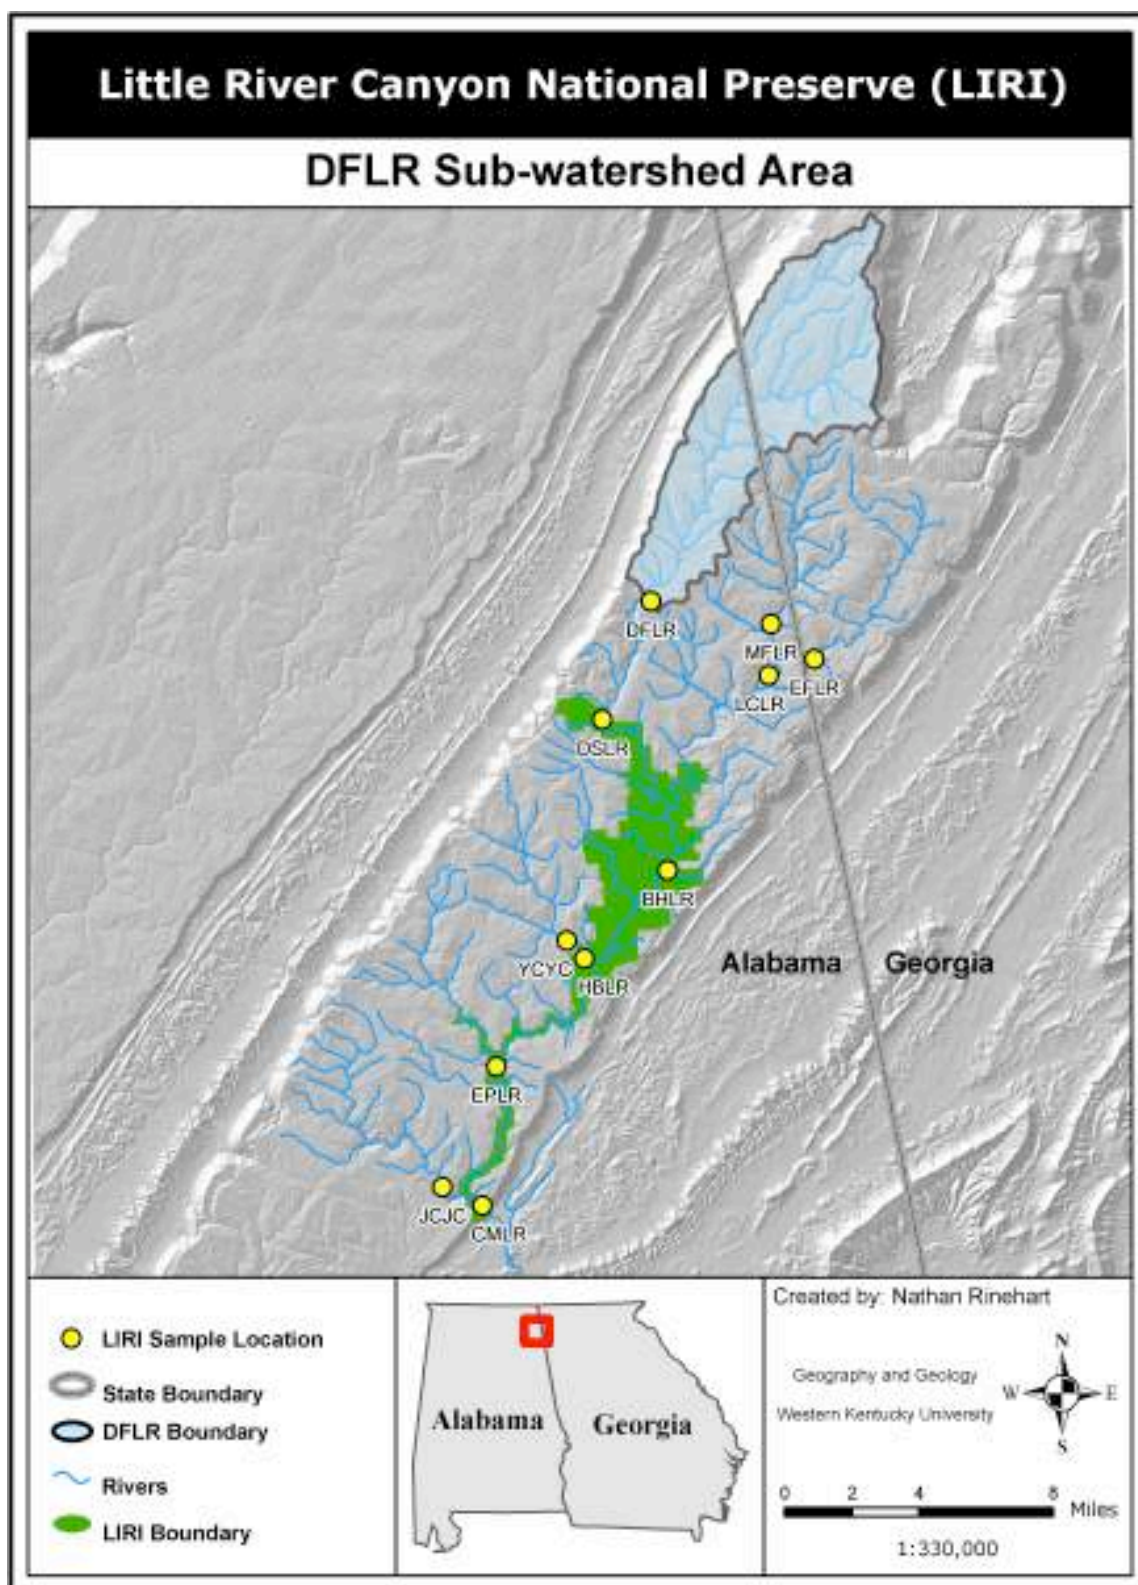 Little River Canyon National Preserve (LIRI)
DFLR Sub-watershed Area
DFLR
MFLR
EFLR
LCLR
DSLR
BHLR
Alabama
Georgia
YCYC
HBLR
EPLR
JCJC
CMLR
LIRI Sample Location
State Boundary
DFLR Boundary
Rivers
LIRI Boundary
Alabama
Georgia
Created by: Nathan Rinehart
Geography and Geology
Western Kentucky University
N
W
E
S
0 2 4 8
Miles
1:330,000